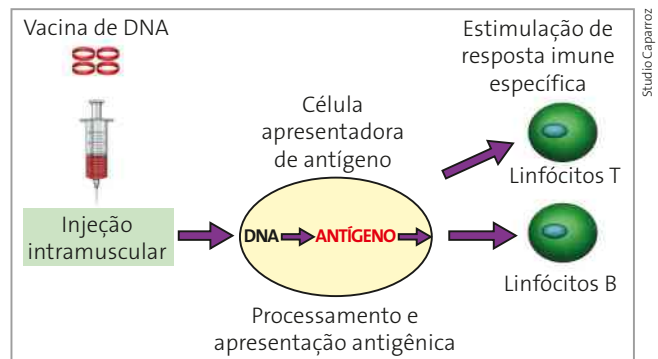 Vacina de DNA
Injeção
intramuscular
Célula
apresentadora
de antígeno
DNA
ANTÍGENO
Processamento e
apresentação antigênica
Estimulação de
resposta imune
específica
Linfócitos T
Linfócitos B
Studio Caparroz